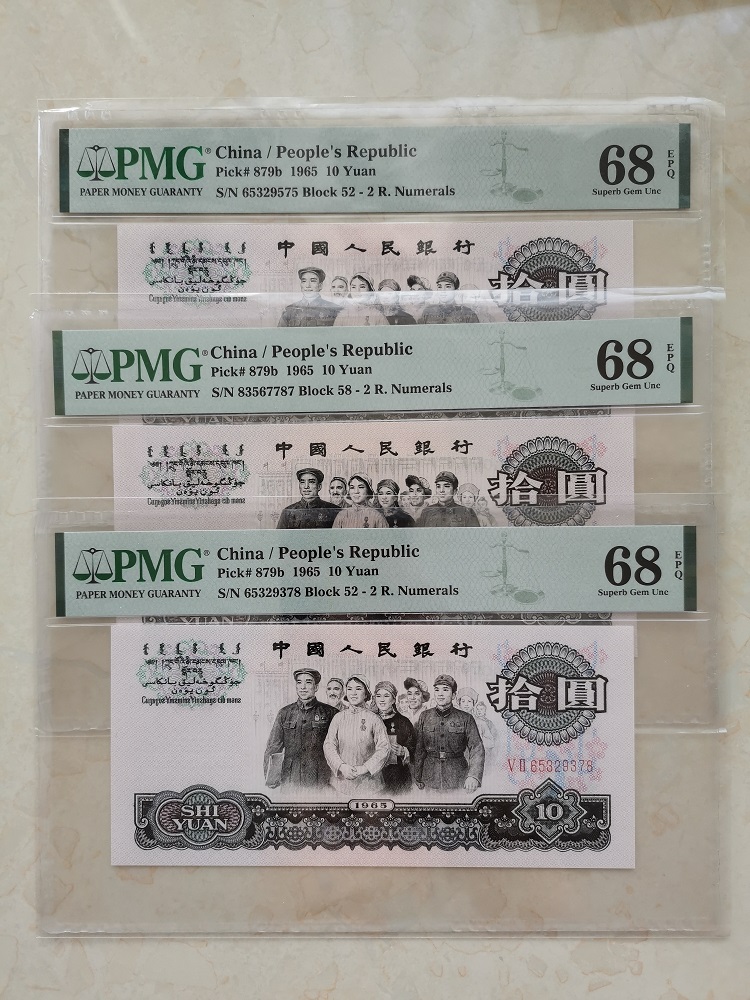 PMG®
PAPER MONEY GUARANTY
China / People's Republic
Pick# 879b 1965 10 Yuan
S/N 65329575 Block 52 - 2 R. Numerals
68
EPQ
Superb Gem Unc
中國人民銀行
拾圓
PMG®
PAPER MONEY GUARANTY
China / People's Republic
Pick# 879b 1965 10 Yuan
S/N 83567787 Block 58 - 2 R. Numerals
68
EPQ
Superb Gem Unc
中國人民銀行
拾圓
PMG®
PAPER MONEY GUARANTY
China / People's Republic
Pick# 879b 1965 10 Yuan
S/N 65329378 Block 52 - 2 R. Numerals
68
EPQ
Superb Gem Unc
中國人民銀行
拾圓
VII 65329378
1965
SHI
YUAN
10